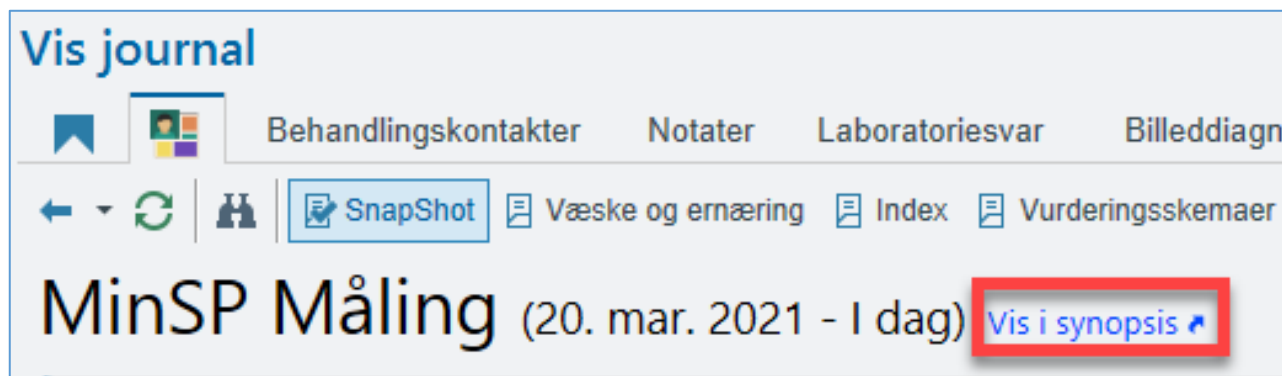 Vis journal
Behandlingskontakter Notater Laboratoriesvar Billeddiagn
SnapShot Væske og ernæring Index Vurderingsskemaer
MinSP Måling (20. mar. 2021 - I dag) Vis i synopsis